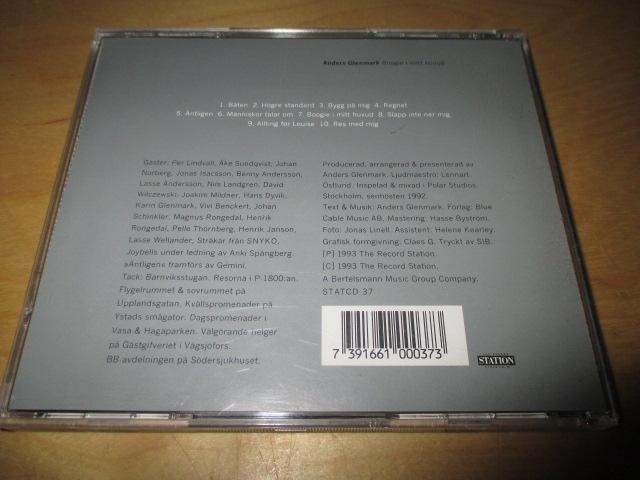 Anders Glenmark Boogie i mitt huvud
1. Båten 2. Högre standard 3. Bygg på mig 4. Regnet
5. Äntligen 6. Människor talar om 7. Boogie i mitt huvud 8. Släpp inte ner mig
9. Allting för Louise 10. Res med mig
Gäster: Per Lindvall, Åke Sundqvist, Johan
Norberg, Jonas Isacsson, Benny Andersson,
Lasse Andersson, Nils Landgren, David
Wilczewski, Joakim Milder, Hans Dyvik,
Karin Glenmark, Vivi Benckert, Johan
Schinkler, Magnus Rongedal, Henrik
Rongedal, Pelle Thörnberg, Henrik Janson,
Lasse Wellander, Stråkar från SNYKO,
Joybells under ledning av Anki Spångberg.
»Äntligen« framförs av Gemini.
Tack: Barnviksstugan. Resorna i P-1800:an.
Flygelrummet & sovrummet på
Upplandsgatan. Kvällspromenader på
Ystads smågator. Dagspromenader i
Vasa & Hagaparken. Välgörande helger
på Gästgifveriet i Vägsjöfors.
BB-avdelningen på Södersjukhuset.
Producerad, arrangerad & presenterad av
Anders Glenmark. Ljudmaestro: Lennart
Östlund. Inspelad & mixad i Polar Studios,
Stockholm, senhösten 1992.
Text & Musik: Anders Glenmark. Förlag: Blue
Cable Music AB. Mastering: Hasse Byström.
Foto: Jonas Linell. Assistent: Helene Kearley.
Grafisk formgivning: Claes G. Tryckt av SIB.
[P] 1993 The Record Station.
[C] 1993 The Record Station.
A Bertelsmann Music Group Company.
STATCD 37
7 391661 000373
STATION